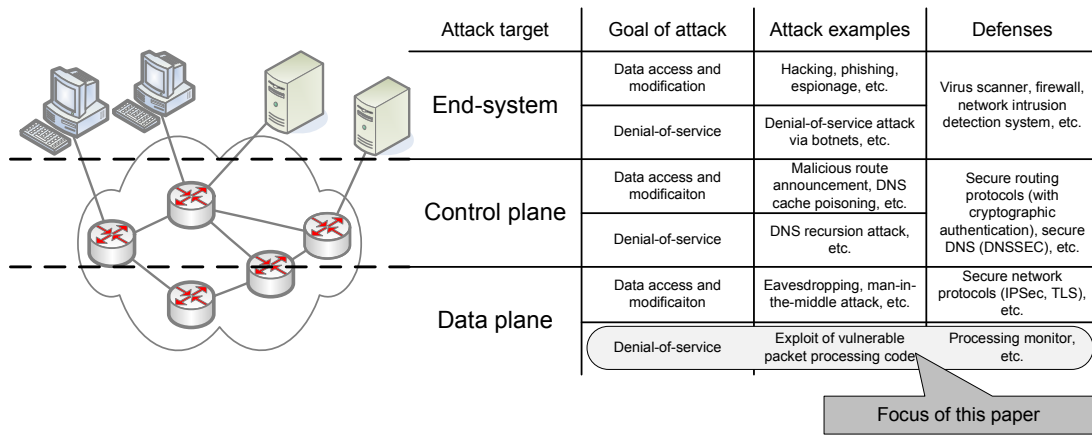 Attack target
Goal of attack
Attack examples
Defenses
End-system
Data access and
modification
Hacking, phishing,
espionage, etc.
Virus scanner, firewall,
network intrusion
detection system, etc.
Denial-of-service
Denial-of-service attack
via botnets, etc.
Control plane
Data access and
modificaiton
Malicious route
announcement, DNS
cache poisoning, etc.
Secure routing
protocols (with
cryptographic
authentication), secure
DNS (DNSSEC), etc.
Denial-of-service
DNS recursion attack,
etc.
Data plane
Data access and
modificaiton
Eavesdropping, man-in-
the-middle attack, etc.
Secure network
protocols (IPSec, TLS),
etc.
Denial-of-service
Exploit of vulnerable
packet processing code
Processing monitor,
etc.
Focus of this paper